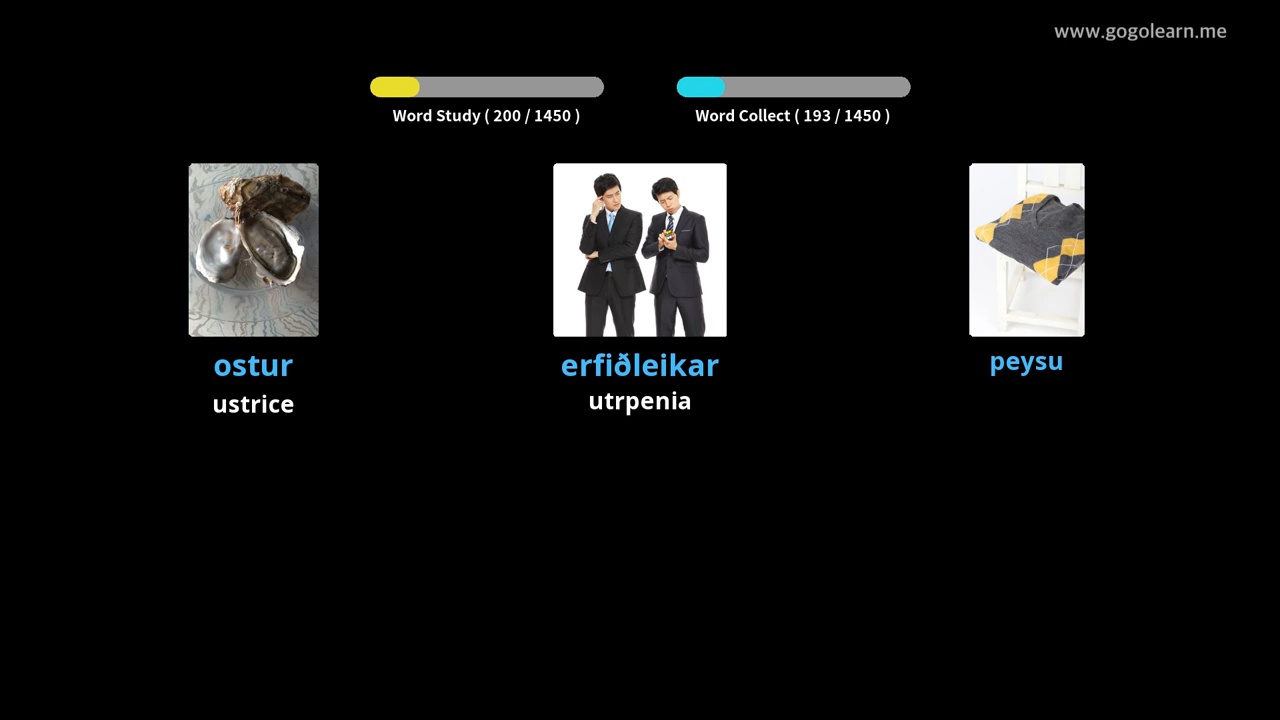 www.gogolearn.me
Word Study ( 200 / 1450 )
Word Collect ( 193 / 1450 )
ostur
ustrice
erfiðleikar
utrpenia
peysu